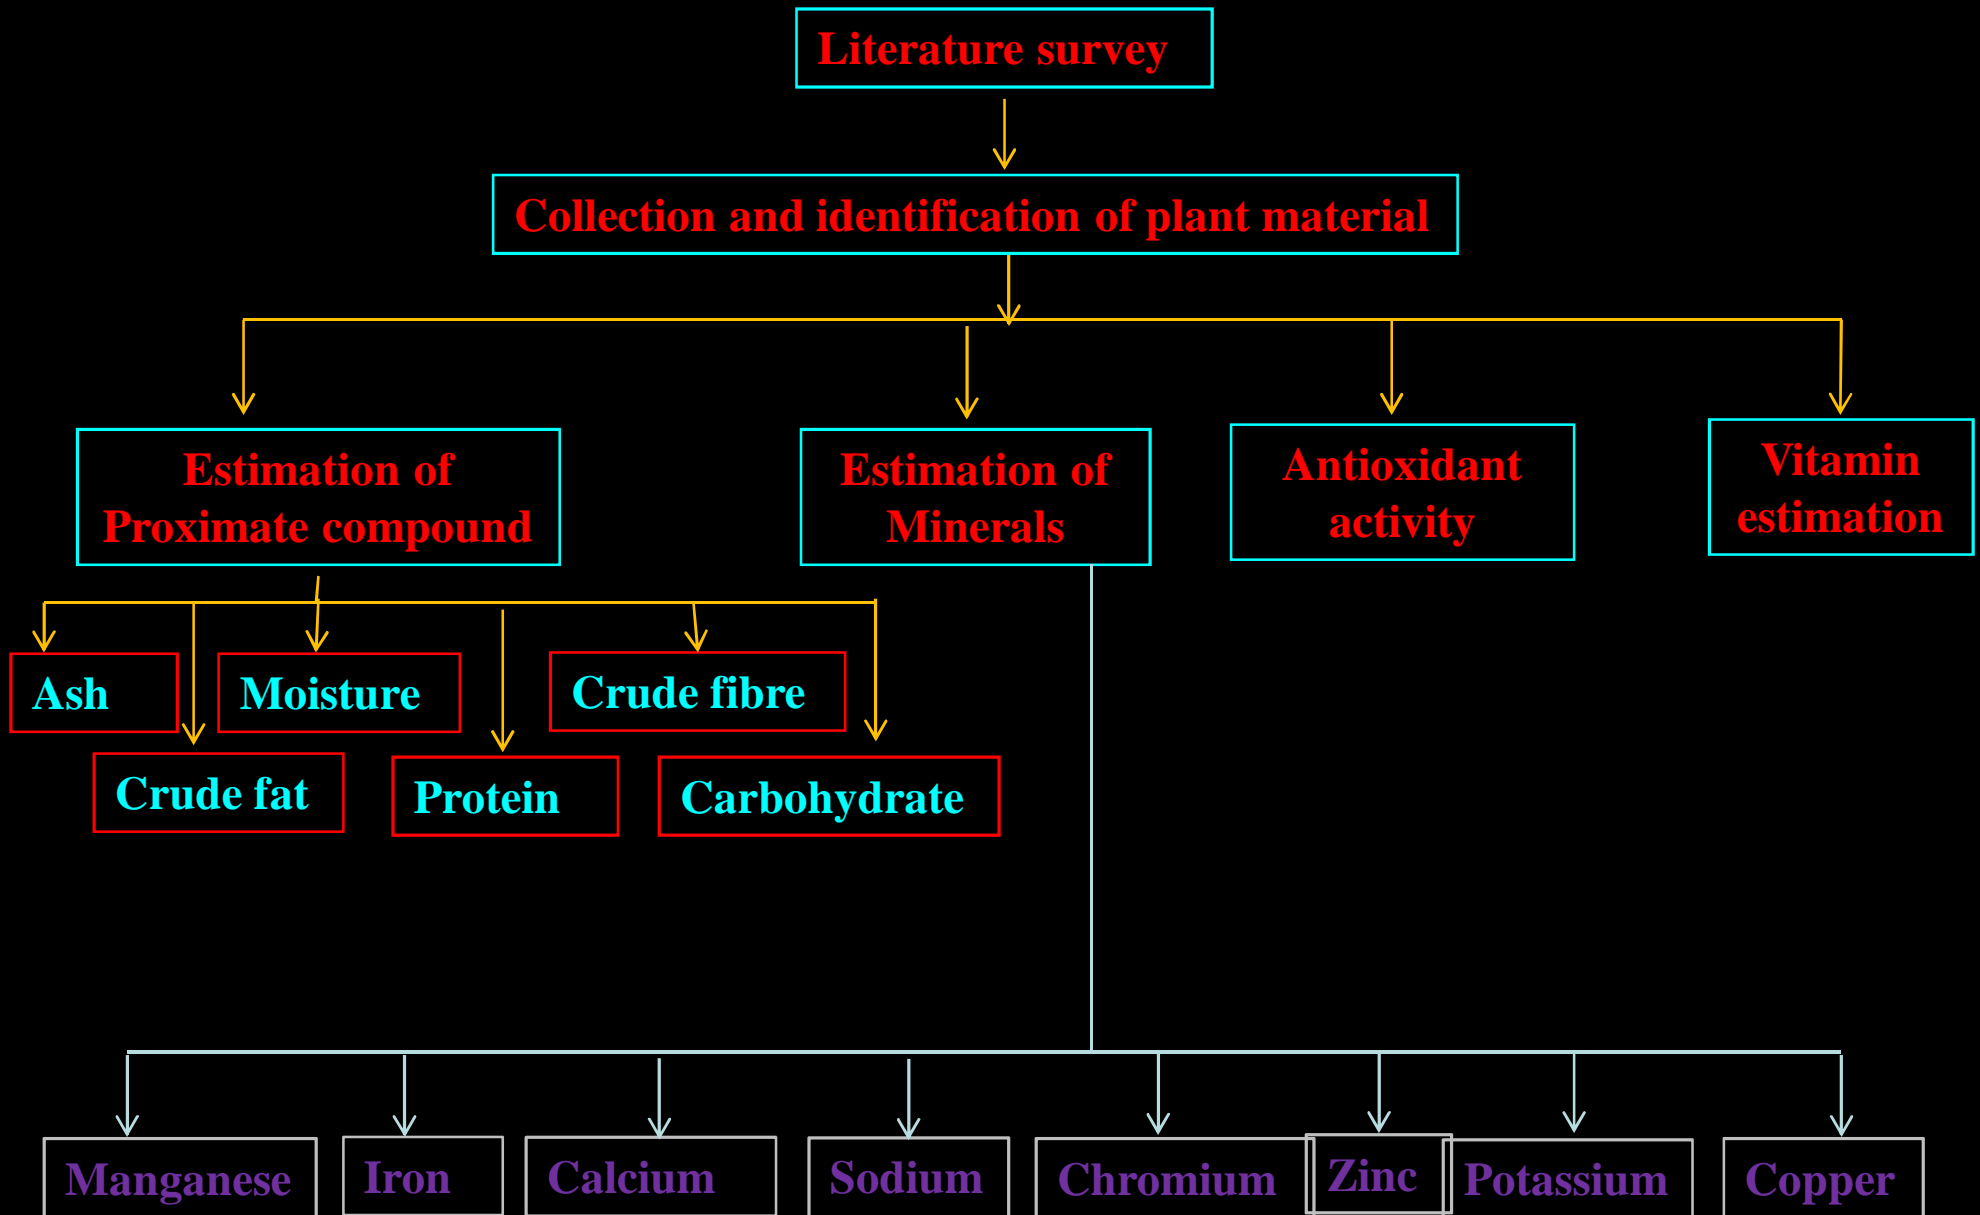 Literature survey
Collection and identification of plant material
Estimation of
Proximate compound
Estimation of
Minerals
Antioxidant
activity
Vitamin
estimation
Ash
Moisture
Crude fibre
Crude fat
Protein
Carbohydrate
Manganese
Iron
Calcium
Sodium
Chromium
Zinc
Potassium
Copper